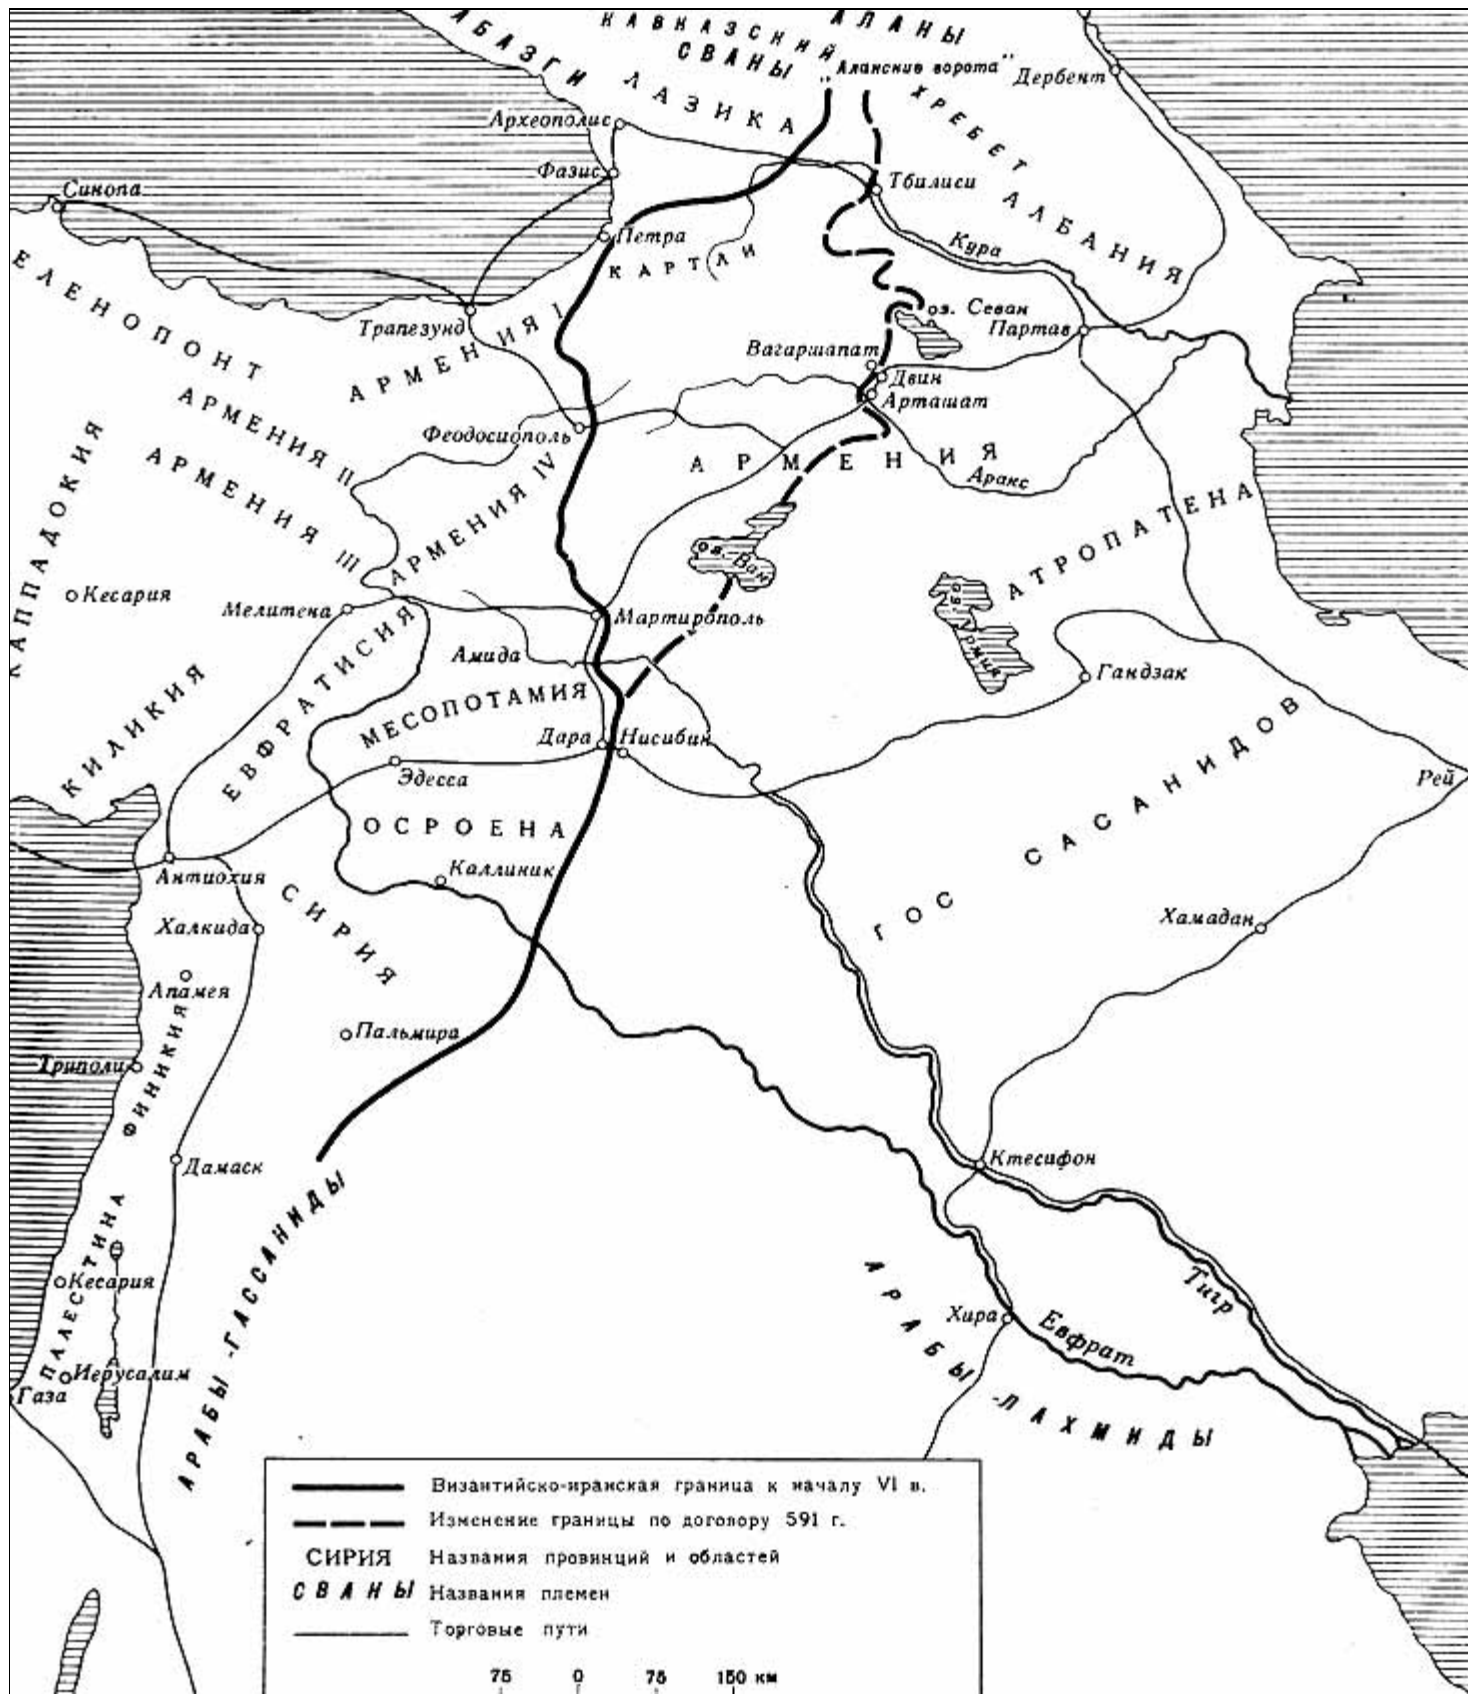 АБАЗГИ
КАВКАЗСКИЙ ХРЕБЕТ
АЛАНЫ
СВАНЫ
„Аланские ворота"
Дербент
ЛАЗИКА
Археополис
Фазис
Тбилиси
Синопа
АЛБАНИЯ
Петра
Кура
КАРТЛИ
ЕЛЕНОПОНТ
оз. Севан
Трапезунд
Партав
АРМЕНИЯ I
Вагаршапат
Двин
АРМЕНИЯ II
Арташат
Феодосиополь
АРМЕНИЯ III
АРМЕНИЯ IV
АРМЕНИЯ
Аракс
КАППАДОКИЯ
АТРОПАТЕНА
оз. Ван
оз. Урмия
Кесария
Мелитена
Мартирополь
Амида
Гандзак
КИЛИКИЯ
ЕВФРАТИСИЯ
МЕСОПОТАМИЯ
Дара
Нисибин
Эдесса
Рей
ОСРОЕНА
ГОС САСАНИДОВ
Антиохия
Каллиник
СИРИЯ
Халкида
Хамадан
Апамея
Пальмира
Триполи
ФИНИКИЯ
Дамаск
Ктесифон
ПАЛЕСТИНА
АРАБЫ-ГАССАНИДЫ
Кесария
Тигр
Хира
Евфрат
АРАБЫ-ЛАХМИДЫ
Иерусалим
Газа
Византийско-иранская граница к началу VI в.
Изменение границы по договору 591 г.
СИРИЯ Названия провинций и областей
СВАНЫ Названия племен
Торговые пути
75 0 75 150 км